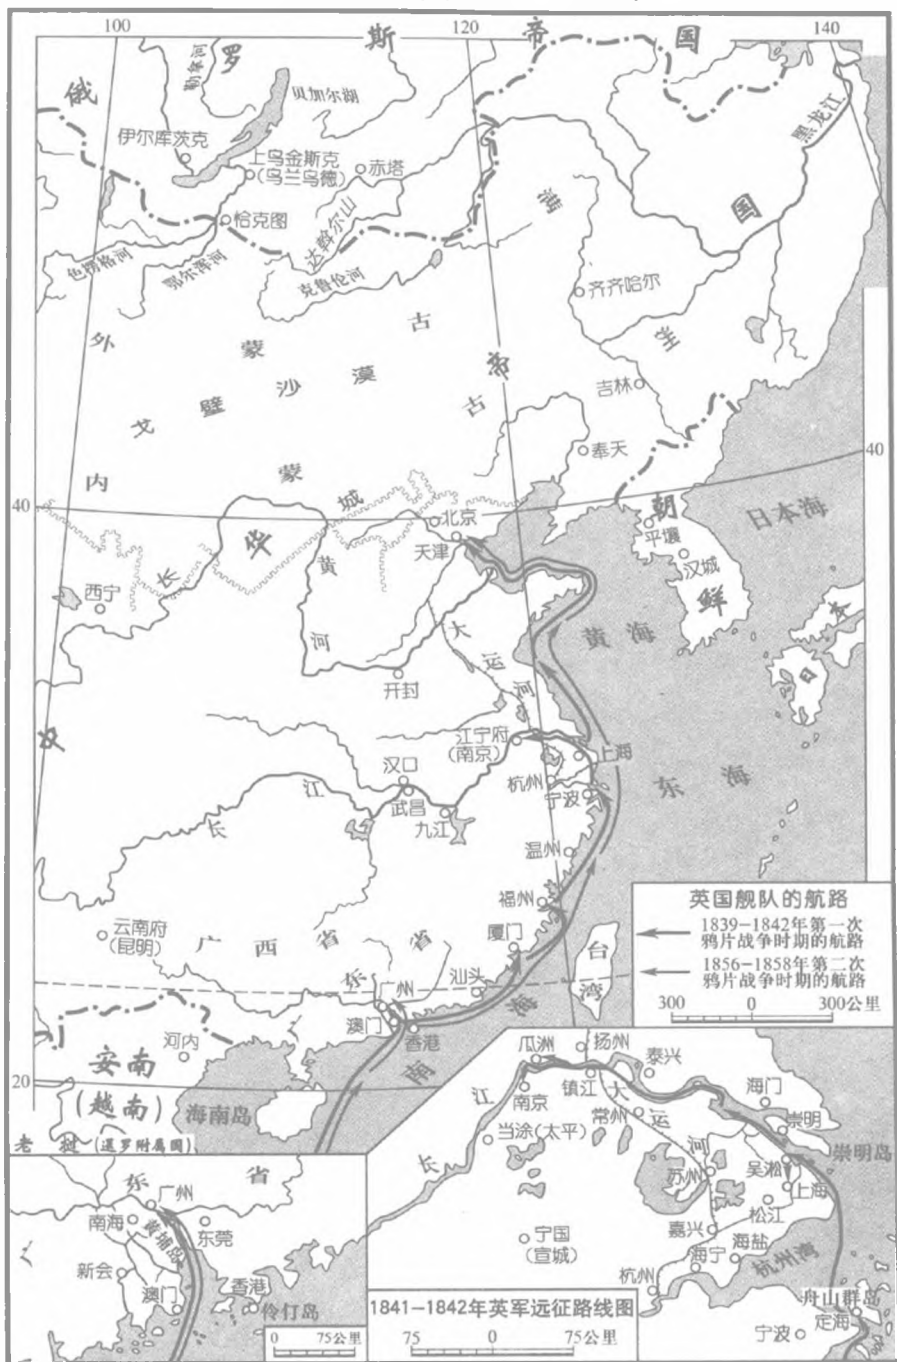 100
120
140
俄
罗
斯
帝
国
勒拿河
贝加尔湖
伊尔库茨克
上乌金斯克
(乌兰乌德)
赤塔
恰克图
达斡尔山
色楞格河
鄂尔浑河
克鲁伦河
黑龙江
满
国
齐齐哈尔
外
蒙
古
戈
壁
沙
漠
古
帝
吉林
奉天
内
蒙
40
40
城
北京
天津
长
华
黄
河
西宁
大
运
河
开封
朝
平壤
汉城
鲜
日本海
黄海
日
江宁府
(南京)
上海
杭州
宁波
汉口
武昌
九江
长
江
东海
温州
福州
厦门
云南府
(昆明)
广西省
东
省
汕头
台
湾
广州
澳门
香港
南
海
河内
安南
(越南)
20
海南岛
老挝(暹罗附属国)
英国舰队的航路
1839–1842年第一次
鸦片战争时期的航路
1856–1858年第二次
鸦片战争时期的航路
300 0 300公里
东
省
广州
南海
黄埔岛
东莞
新会
澳门
香港
伶仃岛
0 75公里
瓜洲
扬州
泰兴
江
南京
镇江
大
运
河
常州
海门
崇明
崇明岛
当涂(太平)
长
苏州
吴淞
上海
松江
宁国
(宣城)
嘉兴
海盐
海宁
杭州
杭州湾
舟山群岛
定海
宁波
1841–1842年英军远征路线图
75 0 75公里